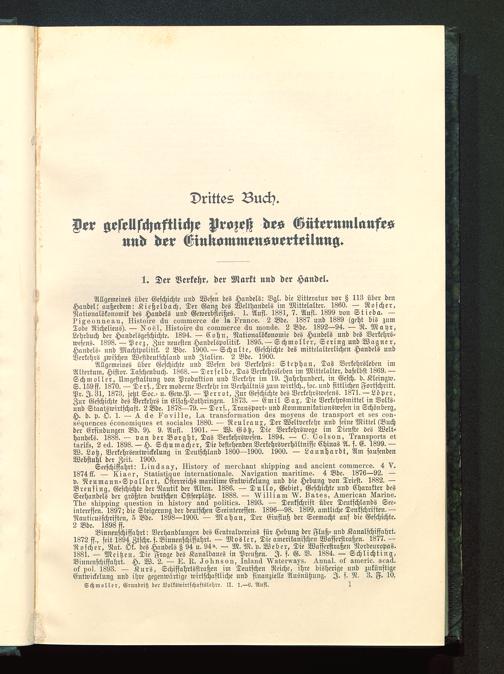 Drittes Buch.
Der gesellschaftliche Prozeß des Güterumlaufes
und der Einkommensverteilung.
1. Der Verkehr, der Markt und der Handel.
Allgemeines über Geschichte und Wesen des Handels: Vgl. die Litteratur vor § 113 über den
Handel; außerdem: Kießelbach, Der Gang des Welthandels im Mittelalter. 1860. — Roscher,
Nationalökonomik des Handels und Gewerbfleißes. 1. Aufl. 1881, 7. Aufl. 1899 von Stieda. —
Pigeonneau, Histoire du commerce de la France. 2 Bde. 1887 und 1899 (geht bis zum
Tode Richeliens). — Noël, Histoire du commerce du monde. 2 Bde. 1892—94. — R. Mayr,
Lehrbuch der Handelsgeschichte. 1894. — Cohn, Nationalökonomie des Handels und des Verkehrs-
wesens. 1898. — Peez, Zur neuesten Handelspolitik. 1895. — Schmoller, Sering und Wagner,
Handels- und Machtpolitik. 2 Bde. 1900. — Schulte, Geschichte des mittelalterlichen Handels und
Verkehrs zwischen Westdeutschland und Italien. 2 Bde. 1900.
Allgemeines über Geschichte und Wesen des Verkehrs: Stephan, Das Verkehrsleben im
Altertum, Histor. Taschenbuch. 1868. — Derselbe, Das Verkehrsleben im Mittelalter, daselbst 1869. —
Schmoller, Umgestaltung von Produktion und Verkehr im 19. Jahrhundert, in Gesch. d. Kleingew.
S. 159 ff. 1870. — Ders., Der moderne Verkehr im Verhältnis zum wirtsch., soc. und sittlichen Fortschritt.
Pr. J. 31, 1873, jetzt Soc.- u. Gew.P. — Perrot, Zur Geschichte des Verkehrswesens. 1871. — Löper,
Zur Geschichte des Verkehrs in Elsaß-Lothringen. 1873. — Emil Sax, Die Verkehrsmittel in Volks-
und Staatswirtschaft. 2 Bde. 1878—79. — Ders., Transport- und Kommunikationswesen in Schönberg,
H. d. p. Ö. 1. — A de Foville, La transformation des moyens du transport et ses con-
séquences économiques et sociales 1880. — Reuleaux, Der Weltverkehr und seine Mittel (Buch
der Erfindungen Bd. 9). 9. Aufl. 1901. — W. Götz, Die Verkehrswege im Dienste des Welt-
handels. 1888. — van der Borght, Das Verkehrswesen. 1894. — C. Colson, Transports et
tarifs, 2 ed. 1898. — H. Schumacher, Die bestehenden Verkehrsverhältnisse Chinas A. f. E. 1899. —
W. Lotz, Verkehrsentwicklung in Deutschland 1800—1900. 1900. — Launhardt, Am sausenden
Webstuhl der Zeit. 1900.
Seeschiffahrt: Lindsay, History of merchant shipping and ancient commerce. 4 V.
1874 ff. — Kiaer, Statistique internationale. Navigation maritime. 4 Bde. 1876—92. —
v. Neumann-Spallart, Österreichs maritime Entwicklung und die Hebung von Triest. 1882. —
Breusing, Geschichte der Nautik der Alten. 1886. — Dullo, Gebiet, Geschichte und Charakter des
Seehandels der größten deutschen Ostseeplätze. 1888. — William W. Bates, American Marine.
The shipping question in history and politics. 1893. — Denkschrift über Deutschlands See-
interessen. 1897; die Steigerung der deutschen Seeinteressen. 1896—98. 1899, amtliche Denkschriften. —
Nauticusschriften, 5 Bde. 1898—1900. — Mahan, Der Einfluß der Seemacht auf die Geschichte.
2 Bde. 1898 ff.
Binnenschiffahrt: Verhandlungen des Centralvereins für Hebung der Fluß- und Kanalschiffahrt.
1872 ff., seit 1894 Zeitsch. f. Binnenschiffahrt. — Mosler, Die amerikanischen Wasserstraßen. 1877. —
Roscher, Nat. Ök. des Handels § 94 u. 94a. — M. M. v. Weber, Die Wasserstraßen Nordeuropas.
1881. — Meitzen, Die Frage des Kanalbaues in Preußen. J. f. G. V. 1884. — Schlichting,
Binnenschiffahrt. H. W. 2. — E. R. Johnson, Inland Waterways. Annal. of americ. acad.
of pol. 1893. — Kurs, Schiffahrtsstraßen im Deutschen Reiche, ihre bisherige und zukünftige
Entwicklung und ihre gegenwärtige wirtschaftliche und finanzielle Ausnützung. J. f. N. 3. F. 10,
Schmoller, Grundriß der Volkswirtschaftslehre. II. 1.—6. Aufl. 1